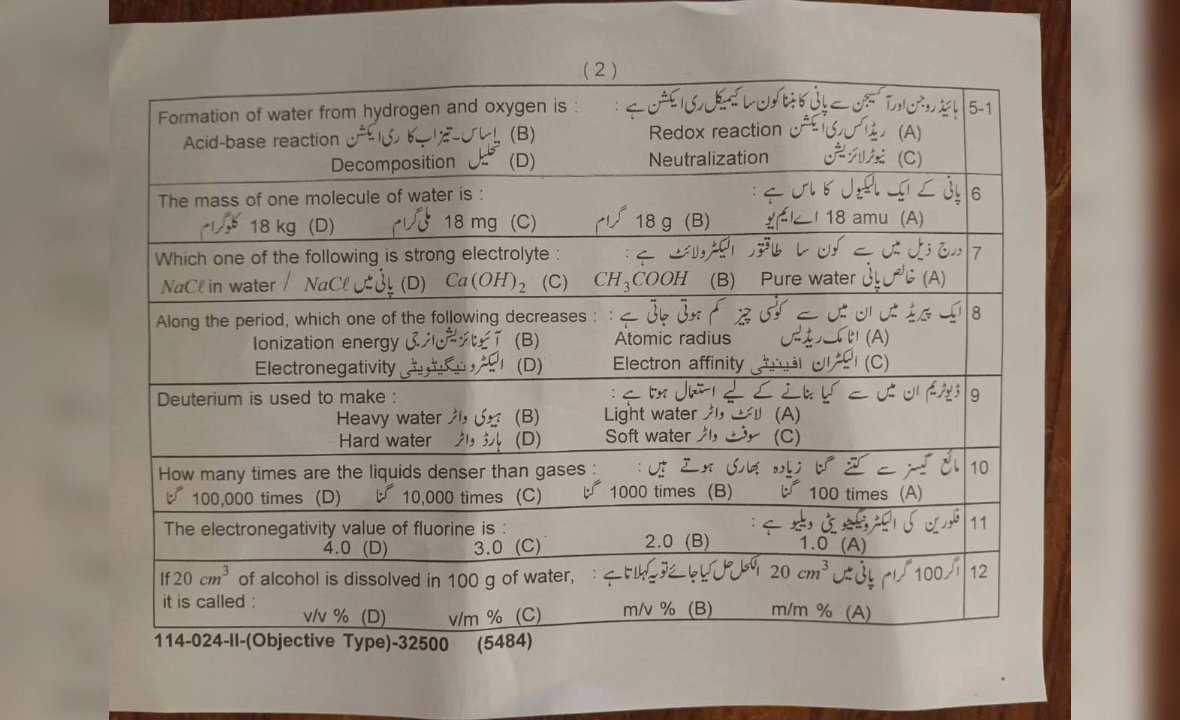 ( 2 )
Formation of water from hydrogen and oxygen is : ہائیڈروجن اور آکسیجن سے پانی کا بننا کون سا کیمیکل ری ایکشن ہے : 5-1
Acid-base reaction اساس-تیزاب کا ری ایکشن (B) Redox reaction ریڈاکس ری ایکشن (A)
Decomposition تحلیل (D) Neutralization نیوٹرلائزیشن (C)
The mass of one molecule of water is : پانی کے ایک مالیکیول کا ماس ہے : 6
کلوگرام 18 kg (D) ملی گرام 18 mg (C) گرام 18 g (B) اے ایم یو 18 amu (A)
Which one of the following is strong electrolyte : درج ذیل میں سے کون سا طاقتور الیکٹرولائٹ ہے : 7
NaCℓ in water / NaCℓ پانی میں (D) Ca(OH)₂ (C) CH₃COOH (B) Pure water خالص پانی (A)
Along the period, which one of the following decreases : ایک پیریڈ میں ان میں سے کونسی چیز کم ہوتی جاتی ہے : 8
Ionization energy آئیونائزیشن انرجی (B) Atomic radius اٹامک ریڈیس (A)
Electronegativity الیکٹرونیگیٹویٹی (D) Electron affinity الیکٹران افینیٹی (C)
Deuterium is used to make : ڈیوٹریم ان میں سے کیا بنانے کے لیے استعمال ہوتا ہے : 9
Heavy water ہیوی واٹر (B) Light water لائٹ واٹر (A)
Hard water ہارڈ واٹر (D) Soft water سوفٹ واٹر (C)
How many times are the liquids denser than gases : مائع گیسز سے کتنے گنا زیادہ بھاری ہوتے ہیں : 10
گنا 100,000 times (D) گنا 10,000 times (C) گنا 1000 times (B) گنا 100 times (A)
The electronegativity value of fluorine is : فلورین کی الیکٹرونیگیٹویٹی ویلیو ہے : 11
4.0 (D) 3.0 (C) 2.0 (B) 1.0 (A)
If 20 cm³ of alcohol is dissolved in 100 g of water, اگر 100 گرام پانی میں 20 cm³ الکحل حل کیا جائے تو یہ کہلاتا ہے : 12
it is called :
v/v % (D) v/m % (C) m/v % (B) m/m % (A)
114-024-II-(Objective Type)-32500 (5484)